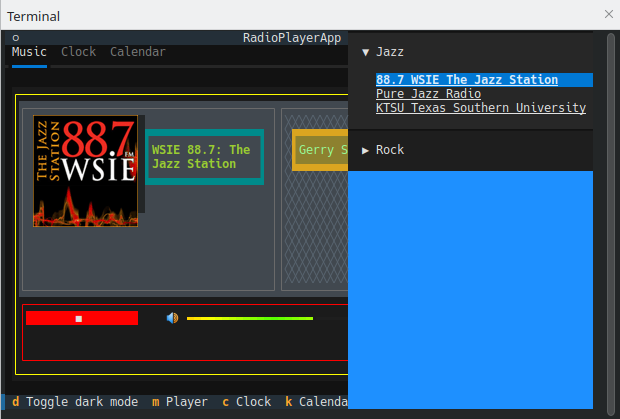 Terminal
RadioPlayerApp
Music Clock Calendar
▼ Jazz
88.7 WSIE The Jazz Station
Pure Jazz Radio
KTSU Texas Southern University
▶ Rock
THE JAZZ
STATION
88.7
FM
WSIE
WSIE 88.7: The
Jazz Station
Gerry S
d Toggle dark mode m Player c Clock k Calenda